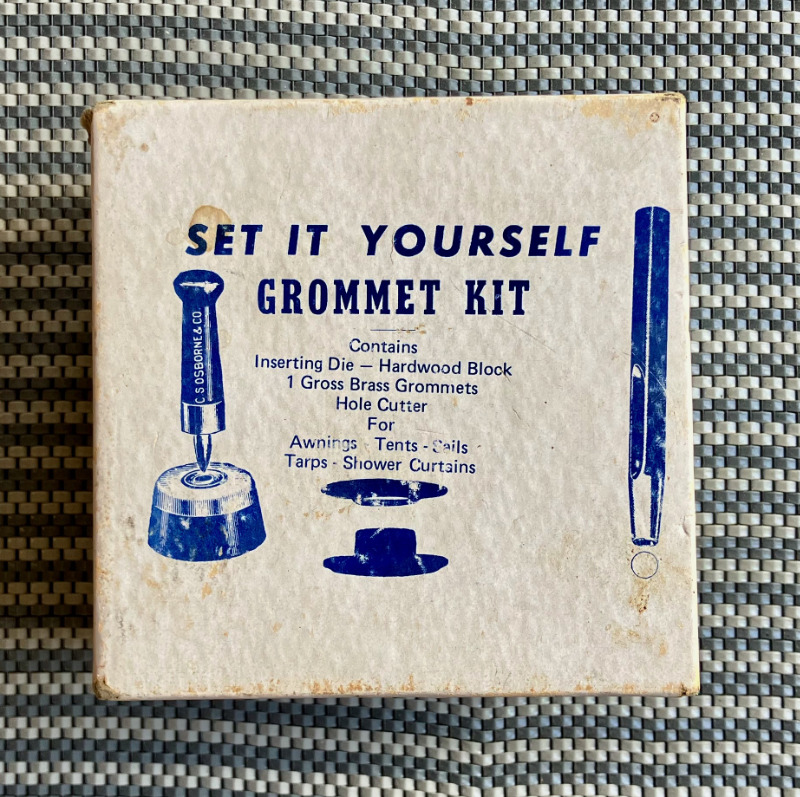 SET IT YOURSELF
GROMMET KIT
Contains
Inserting Die — Hardwood Block
1 Gross Brass Grommets
Hole Cutter
For
Awnings - Tents - Sails
Tarps - Shower Curtains
C S OSBORNE & CO